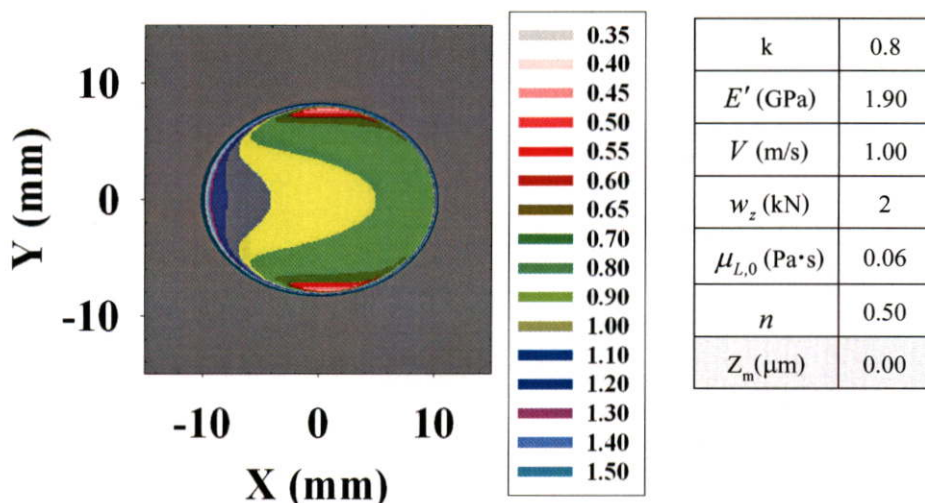 10
0
-10
Y (mm)
-10 0 10
X (mm)
0.35
0.40
0.45
0.50
0.55
0.60
0.65
0.70
0.80
0.90
1.00
1.10
1.20
1.30
1.40
1.50
k 0.8
E′ (GPa) 1.90
V (m/s) 1.00
w_z (kN) 2
μ_{L,0} (Pa·s) 0.06
n 0.50
Z_m(μm) 0.00